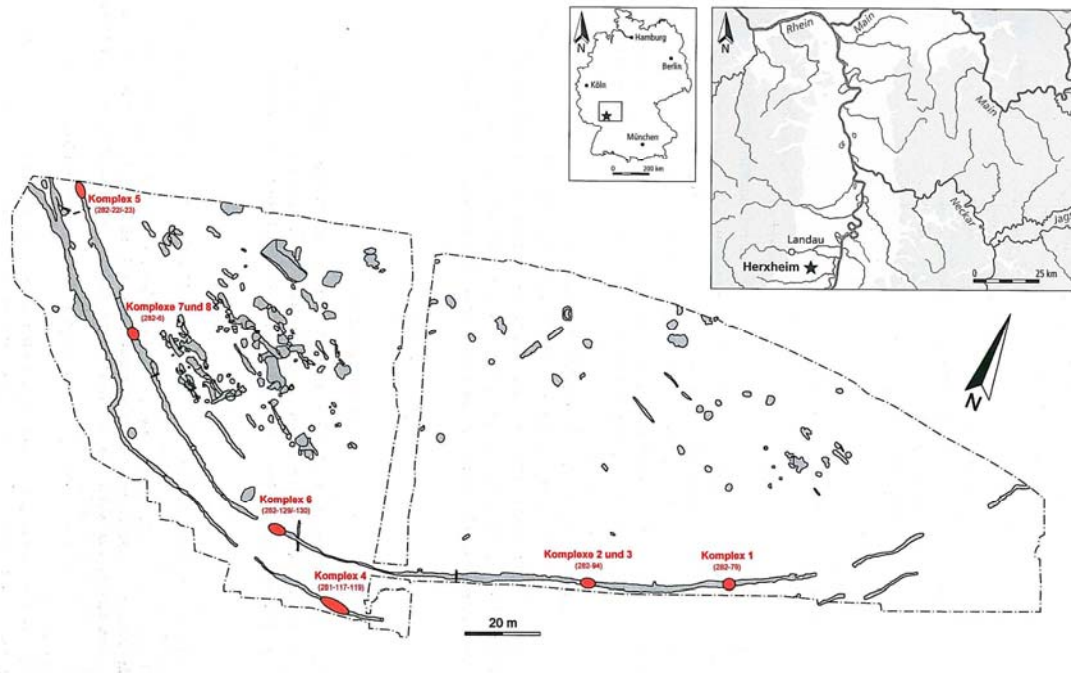 N
Hamburg
Berlin
Köln
München
0 200 km
N
Rhein
Main
Main
Neckar
Jagst
Landau
Herxheim
0 25 km
Komplex 5
(282-22/-23)
Komplexe 7und 8
(282-6)
N
Komplex 6
(282-129/-130)
Komplexe 2 und 3
(282-94)
Komplex 1
(282-79)
Komplex 4
(281-117-119)
20 m